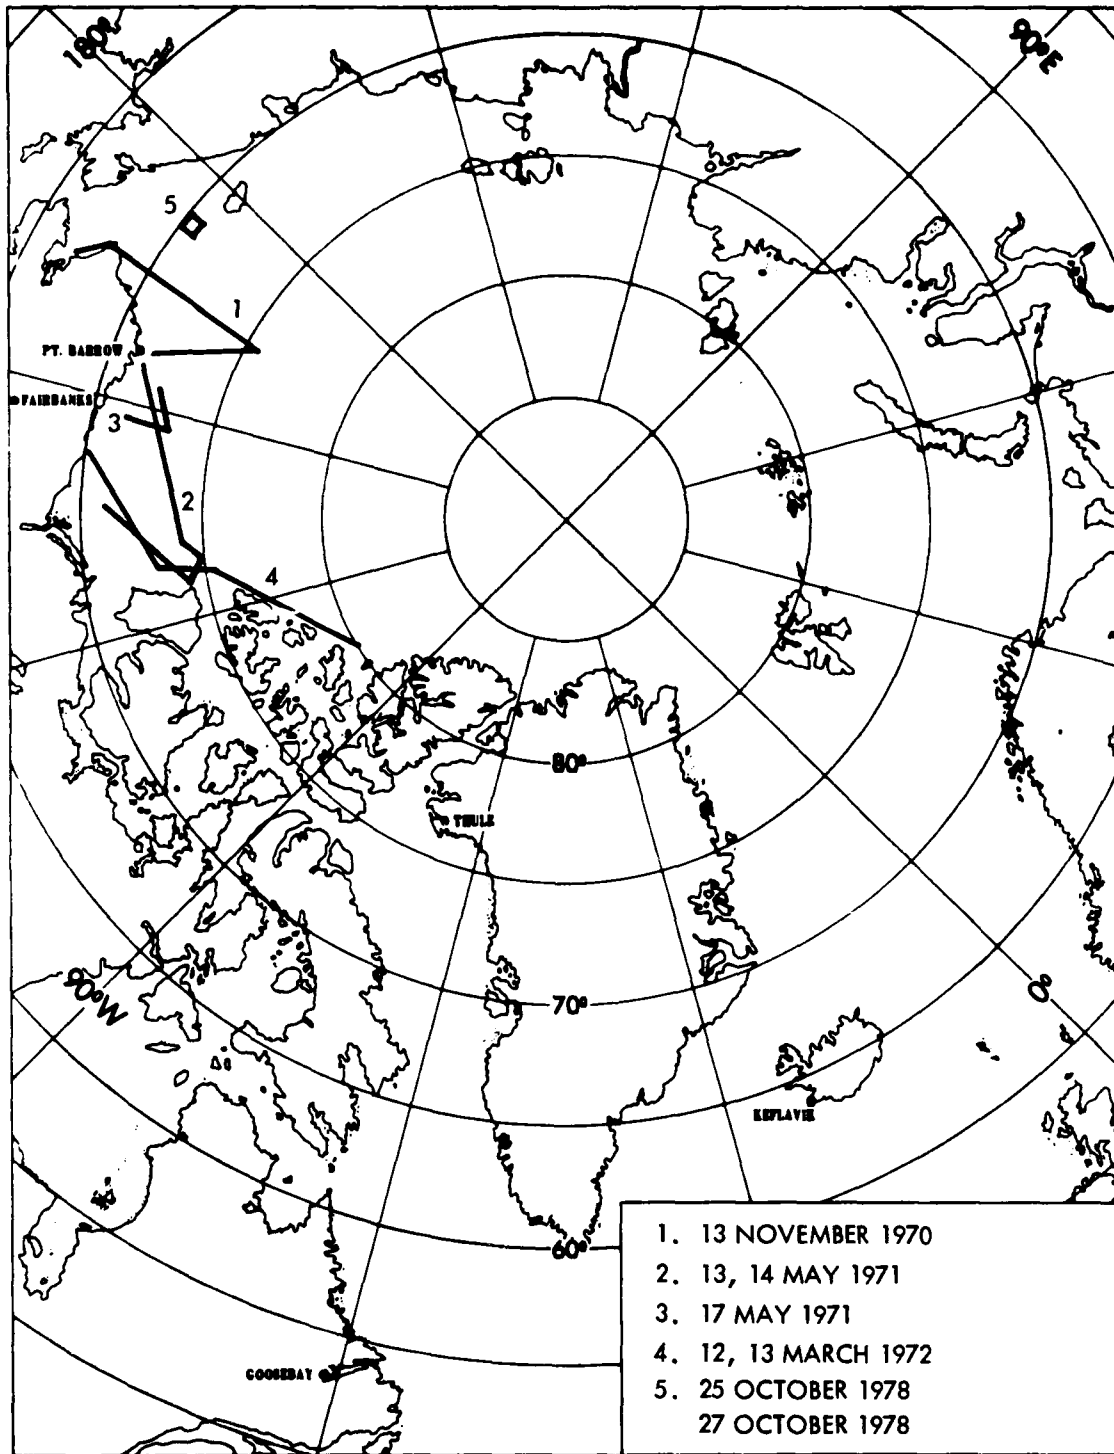 180°
90°E
5
1
PT. BARROW
FAIRBANKS
3
2
4
80°
THULE
90°W
70°
0°
KEFLAVIK
60°
GOOSEBAY
1. 13 NOVEMBER 1970
2. 13, 14 MAY 1971
3. 17 MAY 1971
4. 12, 13 MARCH 1972
5. 25 OCTOBER 1978
27 OCTOBER 1978